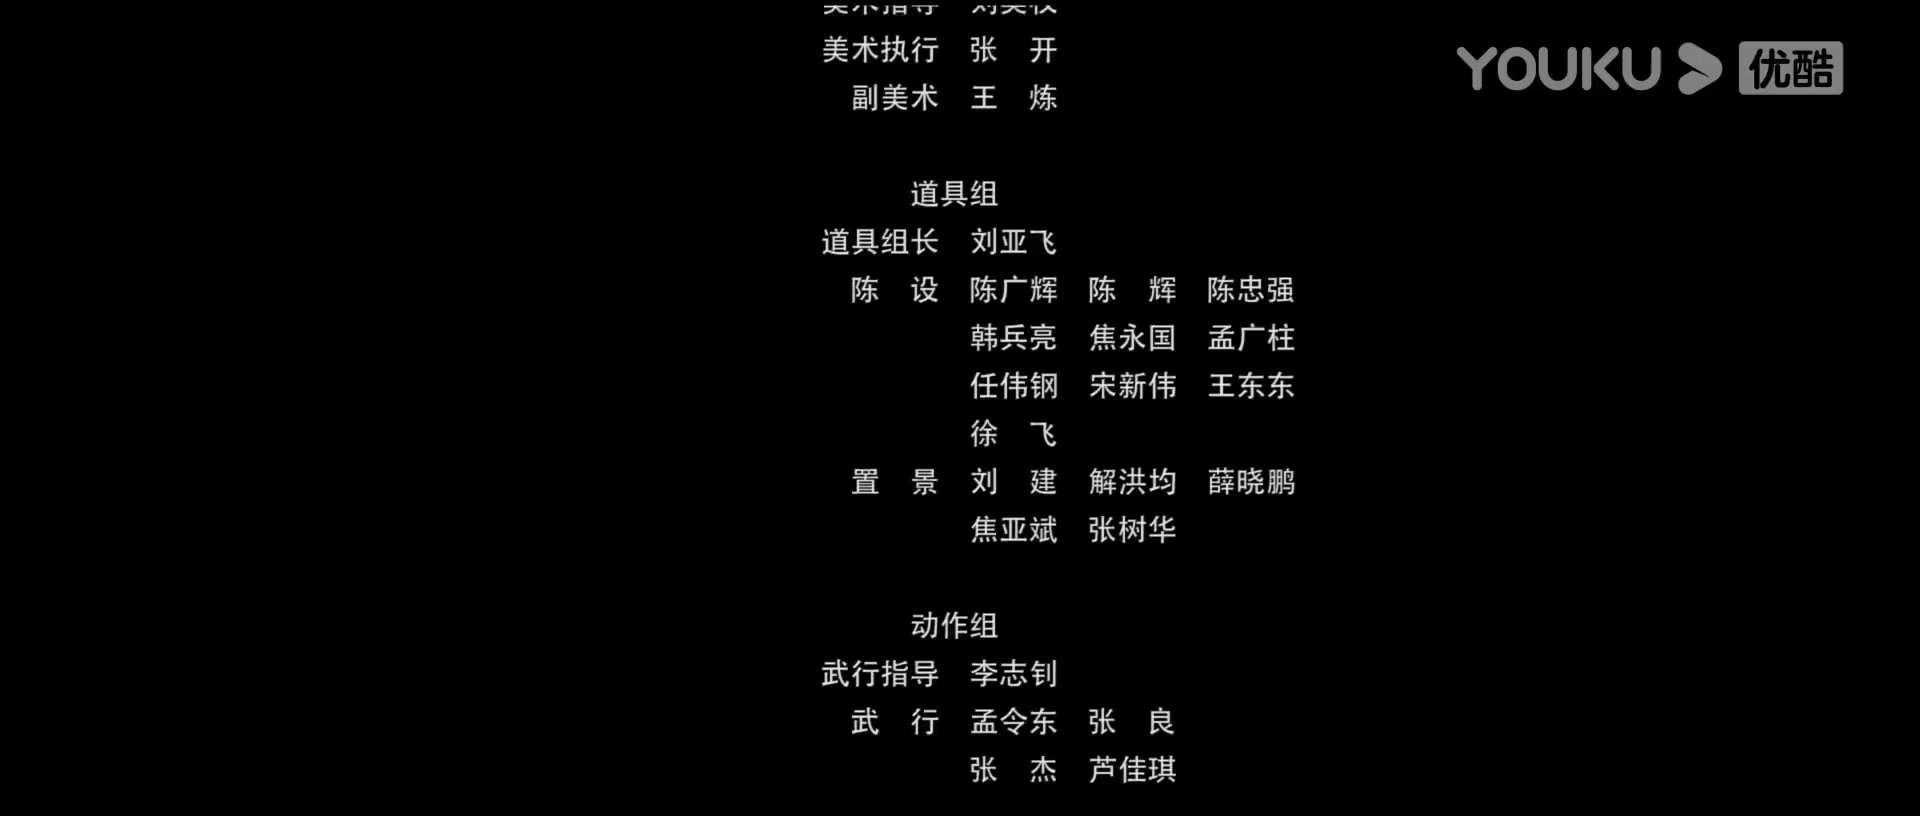 美术指导
美术执行 张 开
副美术 王 炼
YOUKU 优酷
道具组
道具组长 刘亚飞
陈 设 陈广辉 陈 辉 陈忠强
韩兵亮 焦永国 孟广柱
任伟钢 宋新伟 王东东
徐 飞
置 景 刘 建 解洪均 薛晓鹏
焦亚斌 张树华
动作组
武行指导 李志钊
武 行 孟令东 张 良
张 杰 芦佳琪